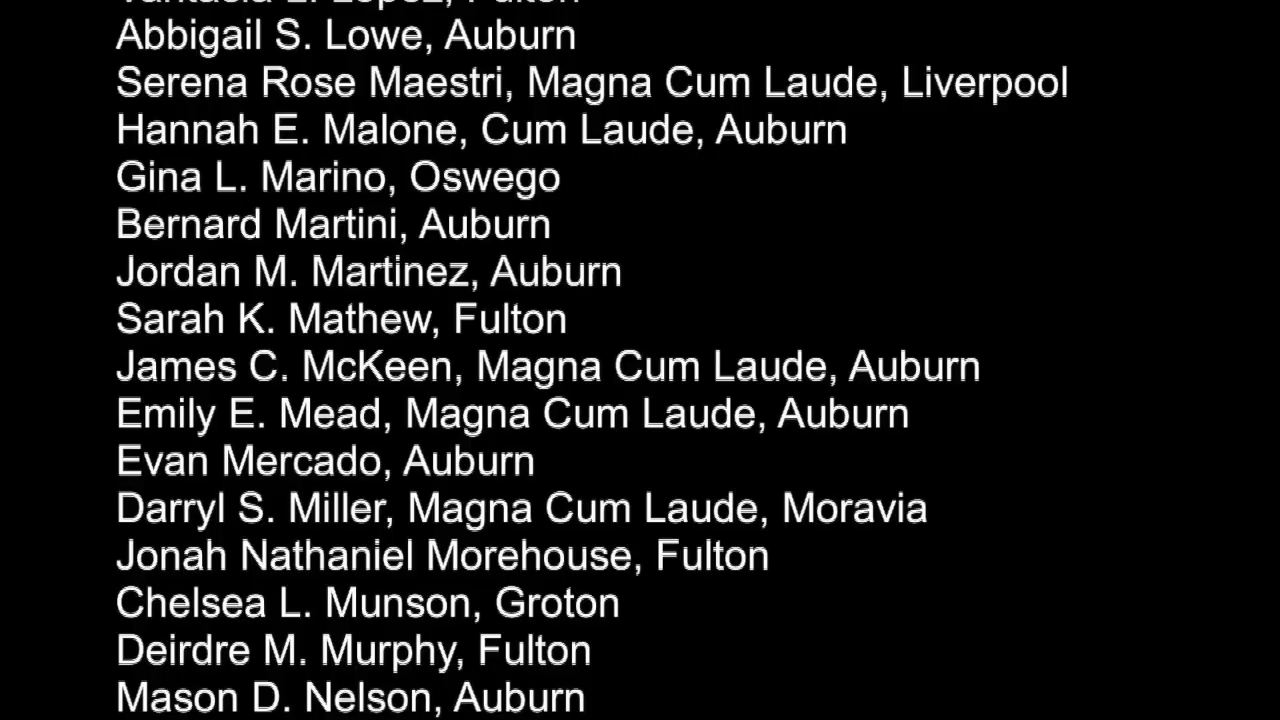 Lopez, Fulton
Abbigail S. Lowe, Auburn
Serena Rose Maestri, Magna Cum Laude, Liverpool
Hannah E. Malone, Cum Laude, Auburn
Gina L. Marino, Oswego
Bernard Martini, Auburn
Jordan M. Martinez, Auburn
Sarah K. Mathew, Fulton
James C. McKeen, Magna Cum Laude, Auburn
Emily E. Mead, Magna Cum Laude, Auburn
Evan Mercado, Auburn
Darryl S. Miller, Magna Cum Laude, Moravia
Jonah Nathaniel Morehouse, Fulton
Chelsea L. Munson, Groton
Deirdre M. Murphy, Fulton
Mason D. Nelson, Auburn